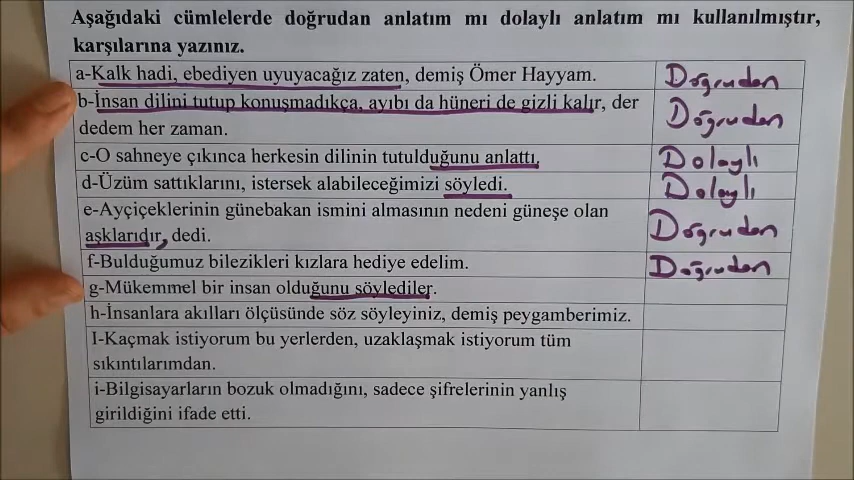 Aşağıdaki cümlelerde doğrudan anlatım mı dolaylı anlatım mı kullanılmıştır,
karşılarına yazınız.
a-Kalk hadi, ebediyen uyuyacağız zaten, demiş Ömer Hayyam. Doğrudan
b-İnsan dilini tutup konuşmadıkça, ayıbı da hüneri de gizli kalır, der
dedem her zaman. Doğrudan
c-O sahneye çıkınca herkesin dilinin tutulduğunu anlattı. Dolaylı
d-Üzüm sattıklarını, istersek alabileceğimizi söyledi. Dolaylı
e-Ayçiçeklerinin günebakan ismini almasının nedeni güneşe olan
aşklarıdır, dedi. Doğrudan
f-Bulduğumuz bilezikleri kızlara hediye edelim. Doğrudan
g-Mükemmel bir insan olduğunu söylediler.
h-İnsanlara akılları ölçüsünde söz söyleyiniz, demiş peygamberimiz.
I-Kaçmak istiyorum bu yerlerden, uzaklaşmak istiyorum tüm
sıkıntılarımdan.
i-Bilgisayarların bozuk olmadığını, sadece şifrelerinin yanlış
girildiğini ifade etti.